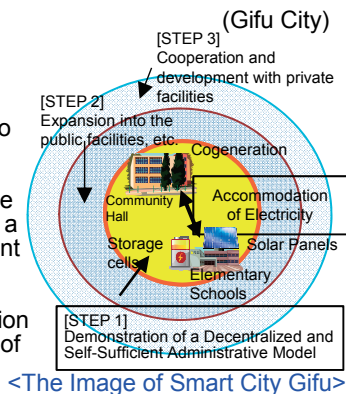 (Gifu City)
[STEP 3]
Cooperation and
development with private
facilities
[STEP 2]
Expansion into the
public facilities, etc.
Cogeneration
Community
Hall
Accommodation
of Electricity
Storage
cells
Solar Panels
Elementary
Schools
[STEP 1]
Demonstration of a Decentralized and
Self-Sufficient Administrative Model
<The Image of Smart City Gifu>